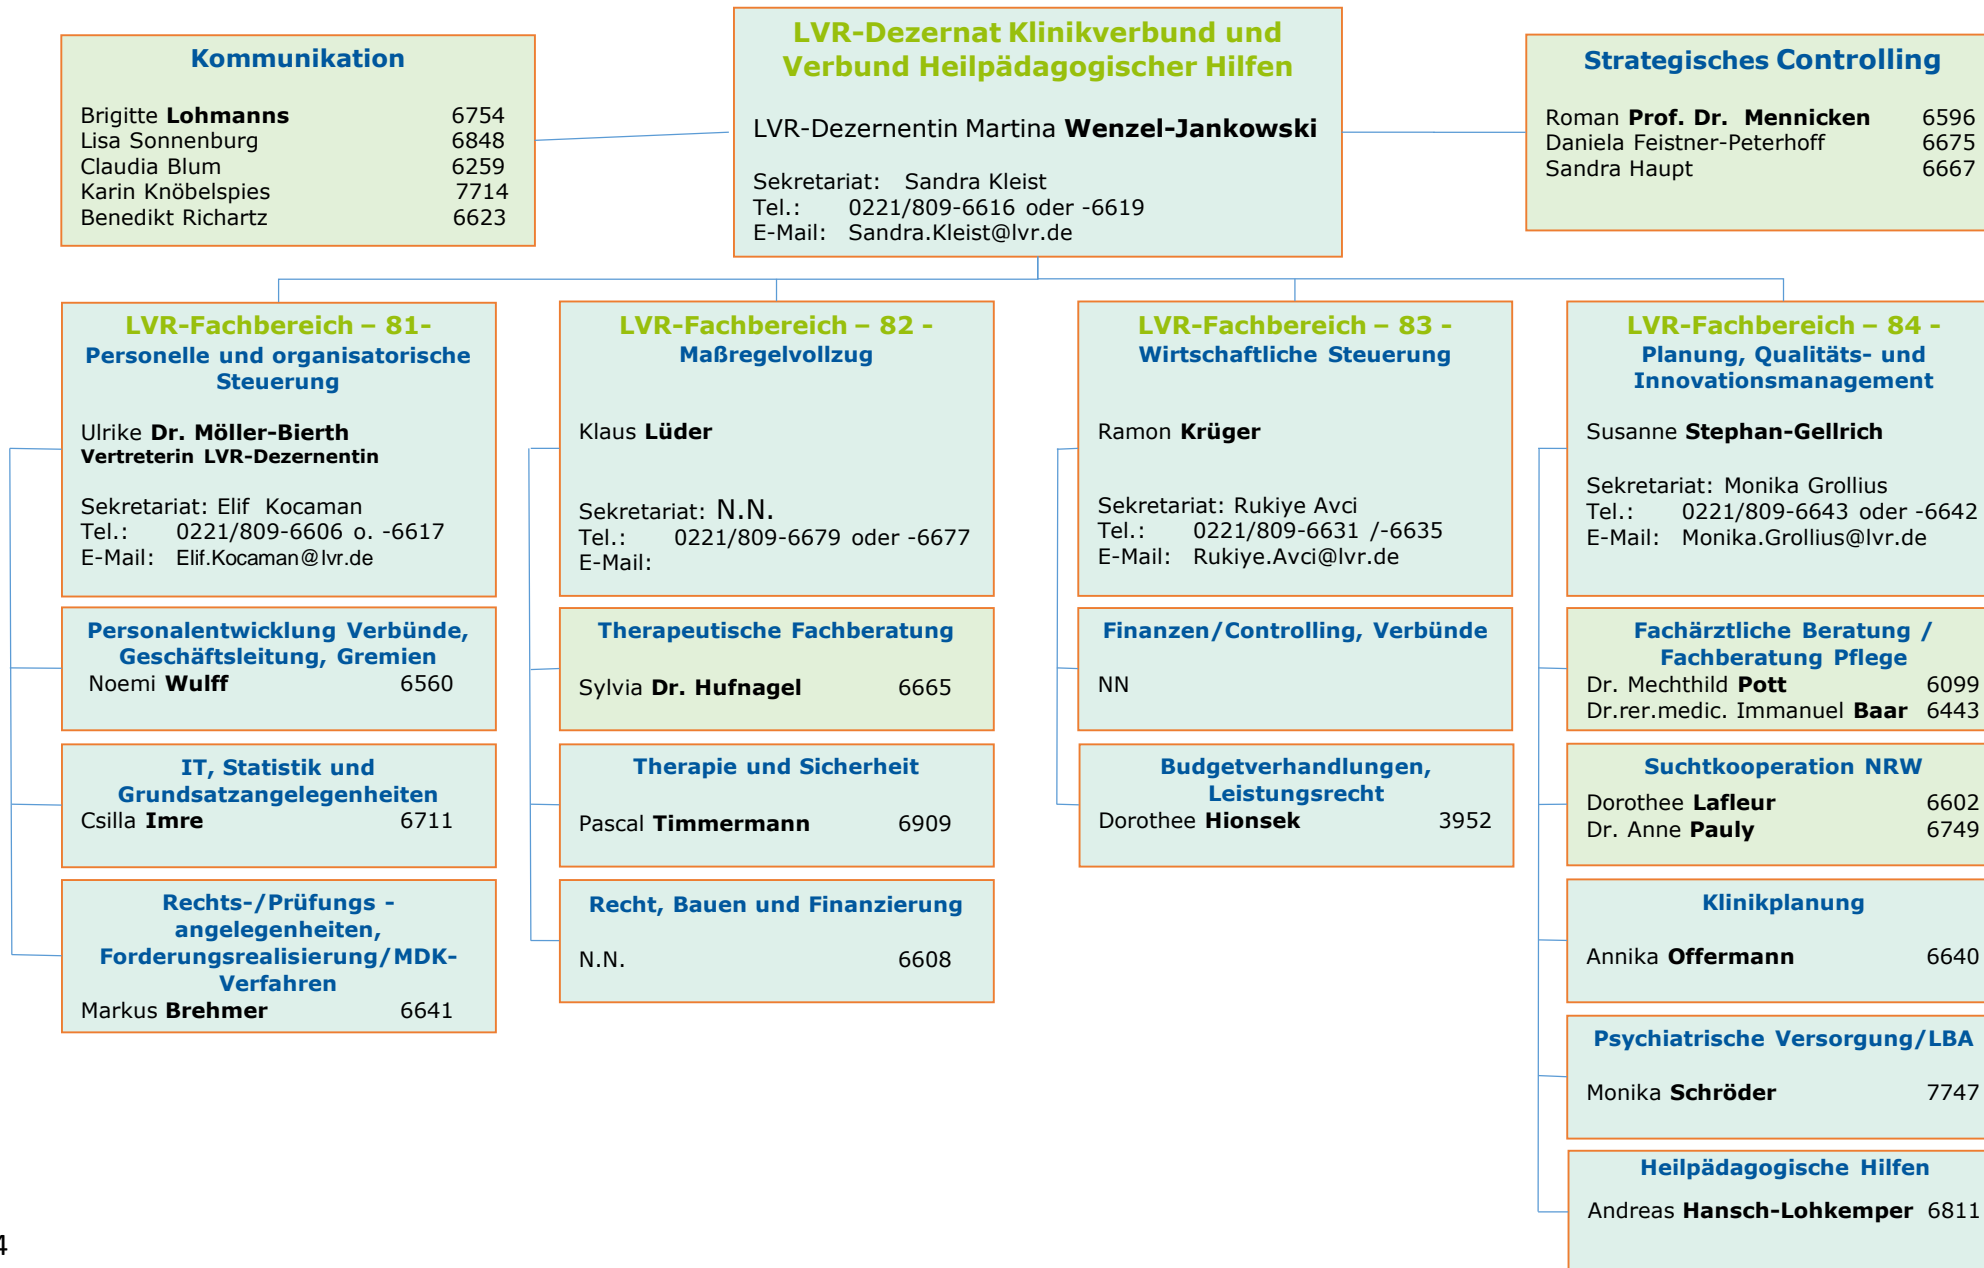 Kommunikation
Brigitte Lohmanns 6754
Lisa Sonnenburg 6848
Claudia Blum 6259
Karin Knöbelspies 7714
Benedikt Richartz 6623
LVR-Dezernat Klinikverbund und
Verbund Heilpädagogischer Hilfen
LVR-Dezernentin Martina Wenzel-Jankowski
Sekretariat: Sandra Kleist
Tel.: 0221/809-6616 oder -6619
E-Mail: Sandra.Kleist@lvr.de
Strategisches Controlling
Roman Prof. Dr. Mennicken 6596
Daniela Feistner-Peterhoff 6675
Sandra Haupt 6667
LVR-Fachbereich – 81-
Personelle und organisatorische
Steuerung
Ulrike Dr. Möller-Bierth
Vertreterin LVR-Dezernentin
Sekretariat: Elif Kocaman
Tel.: 0221/809-6606 o. -6617
E-Mail: Elif.Kocaman@lvr.de
Personalentwicklung Verbünde,
Geschäftsleitung, Gremien
Noemi Wulff 6560
IT, Statistik und
Grundsatzangelegenheiten
Csilla Imre 6711
Rechts-/Prüfungs -
angelegenheiten,
Forderungsrealisierung/MDK-
Verfahren
Markus Brehmer 6641
LVR-Fachbereich – 82 -
Maßregelvollzug
Klaus Lüder
Sekretariat: N.N.
Tel.: 0221/809-6679 oder -6677
E-Mail:
Therapeutische Fachberatung
Sylvia Dr. Hufnagel 6665
Therapie und Sicherheit
Pascal Timmermann 6909
Recht, Bauen und Finanzierung
N.N. 6608
LVR-Fachbereich – 83 -
Wirtschaftliche Steuerung
Ramon Krüger
Sekretariat: Rukiye Avci
Tel.: 0221/809-6631 /-6635
E-Mail: Rukiye.Avci@lvr.de
Finanzen/Controlling, Verbünde
NN
Budgetverhandlungen,
Leistungsrecht
Dorothee Hionsek 3952
LVR-Fachbereich – 84 -
Planung, Qualitäts- und
Innovationsmanagement
Susanne Stephan-Gellrich
Sekretariat: Monika Grollius
Tel.: 0221/809-6643 oder -6642
E-Mail: Monika.Grollius@lvr.de
Fachärztliche Beratung /
Fachberatung Pflege
Dr. Mechthild Pott 6099
Dr.rer.medic. Immanuel Baar 6443
Suchtkooperation NRW
Dorothee Lafleur 6602
Dr. Anne Pauly 6749
Klinikplanung
Annika Offermann 6640
Psychiatrische Versorgung/LBA
Monika Schröder 7747
Heilpädagogische Hilfen
Andreas Hansch-Lohkemper 6811
4